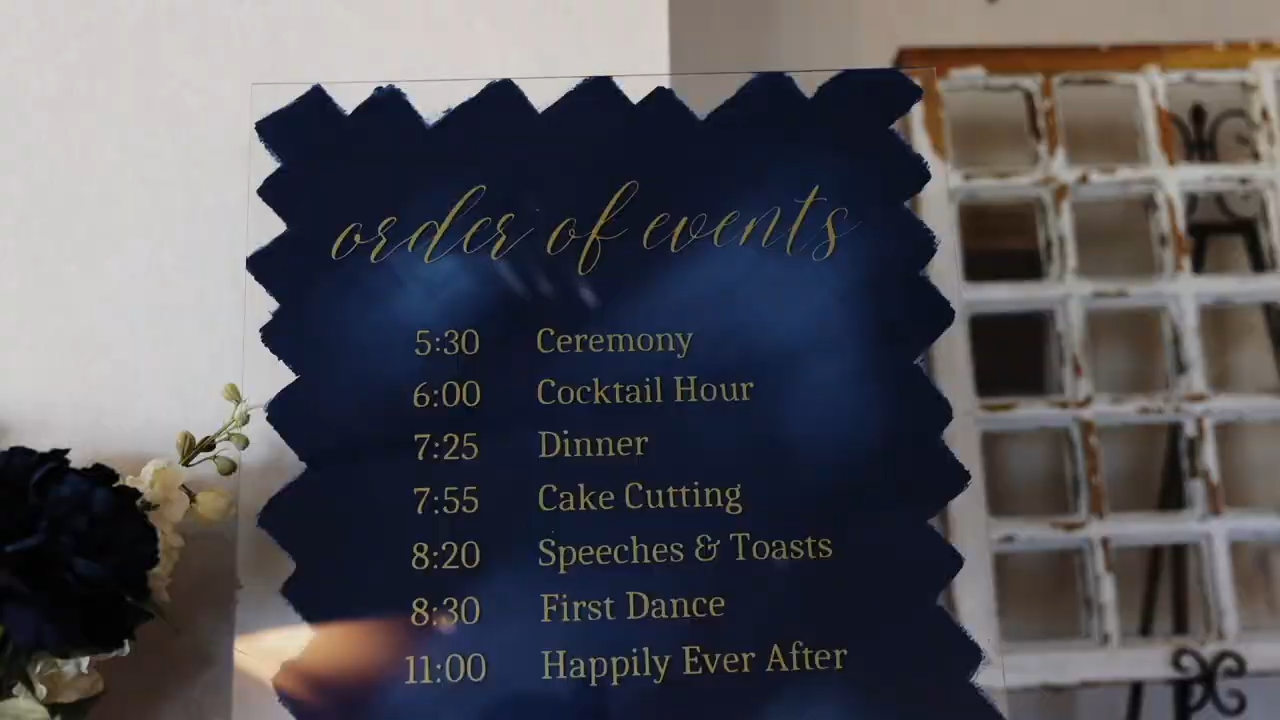 order of events
5:30 Ceremony
6:00 Cocktail Hour
7:25 Dinner
7:55 Cake Cutting
8:20 Speeches & Toasts
8:30 First Dance
11:00 Happily Ever After